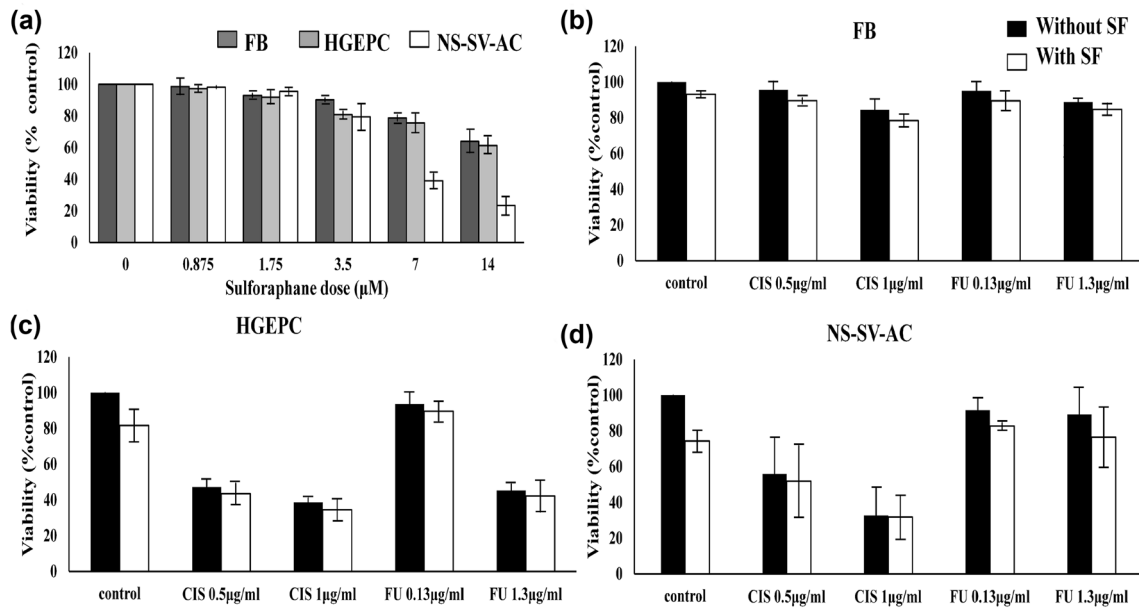 (a)
FB HGEPC NS-SV-AC
Viability (% control)
120
100
80
60
40
20
0
0 0.875 1.75 3.5 7 14
Sulforaphane dose (µM)
(b)
FB
Without SF
With SF
Viability (%control)
120
100
80
60
40
20
0
control CIS 0.5µg/ml CIS 1µg/ml FU 0.13µg/ml FU 1.3µg/ml
(c)
HGEPC
Viability (%control)
120
100
80
60
40
20
0
control CIS 0.5µg/ml CIS 1µg/ml FU 0.13µg/ml FU 1.3µg/ml
(d)
NS-SV-AC
Viability (%control)
120
100
80
60
40
20
0
control CIS 0.5µg/ml CIS 1µg/ml FU 0.13µg/ml FU 1.3µg/ml